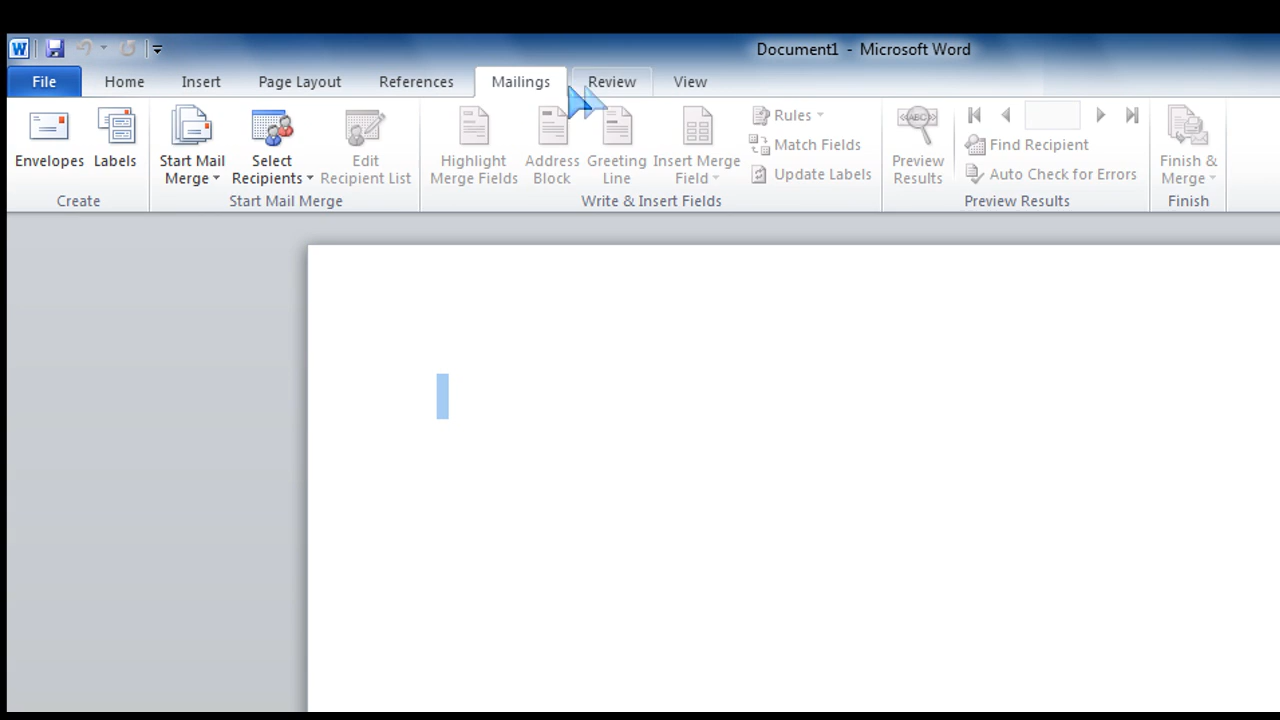 W
Document1 - Microsoft Word
File Home Insert Page Layout References Mailings Review View
Envelopes Labels
Create
Start Mail Merge
Select Recipients
Edit Recipient List
Start Mail Merge
Highlight Merge Fields
Address Block
Greeting Line
Insert Merge Field
Rules
Match Fields
Update Labels
Write & Insert Fields
ABC
Preview Results
Find Recipient
Auto Check for Errors
Preview Results
Finish & Merge
Finish